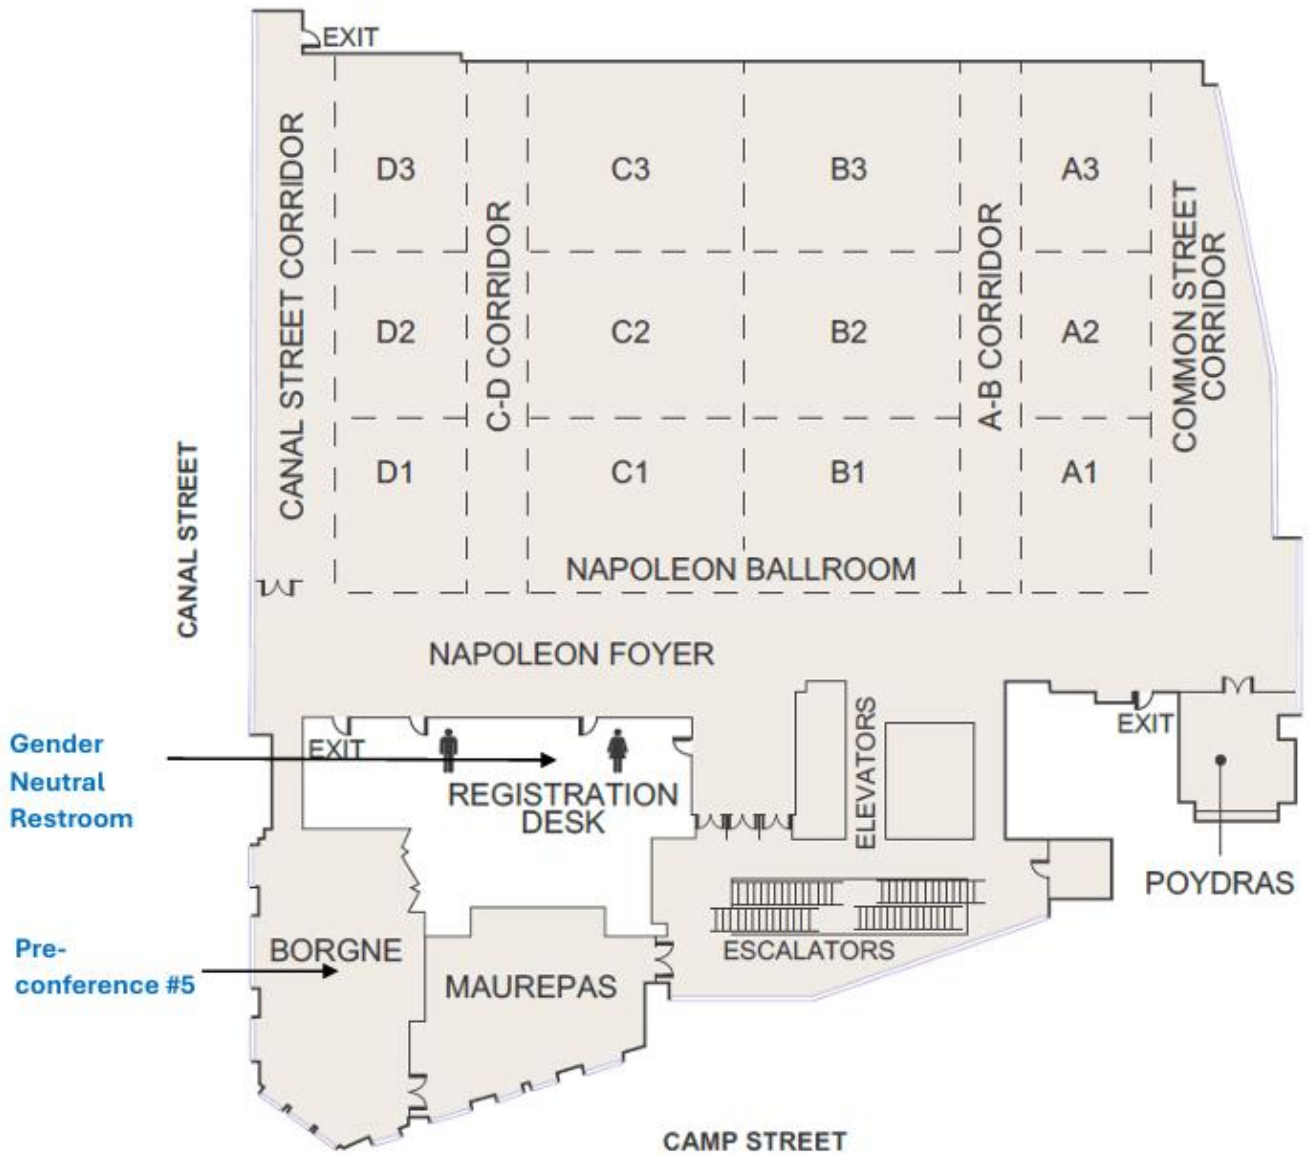 EXIT
CANAL STREET CORRIDOR
D3
C-D CORRIDOR
C3
B3
A-B CORRIDOR
A3
COMMON STREET
CORRIDOR
D2
C2
B2
A2
D1
C1
B1
A1
CANAL STREET
NAPOLEON BALLROOM
NAPOLEON FOYER
Gender
Neutral
Restroom
EXIT
REGISTRATION
DESK
ELEVATORS
EXIT
POYDRAS
Pre-
conference #5
BORGNE
MAUREPAS
ESCALATORS
CAMP STREET